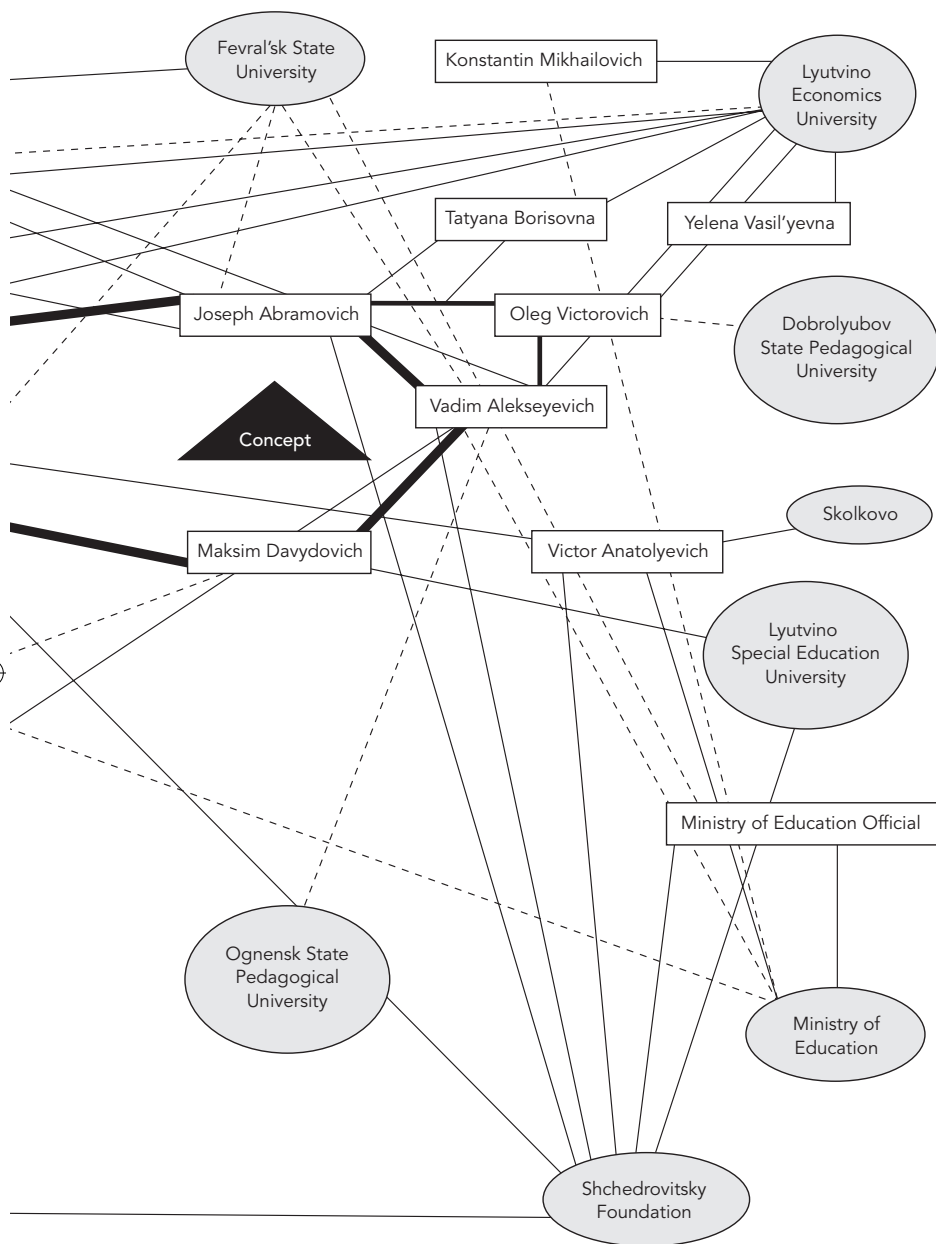 Fevral'sk State
University
Konstantin Mikhailovich
Lyutvino
Economics
University
Tatyana Borisovna
Yelena Vasil'yevna
Joseph Abramovich
Oleg Victorovich
Dobrolyubov
State Pedagogical
University
Vadim Alekseyevich
Concept
Skolkovo
Maksim Davydovich
Victor Anatolyevich
Lyutvino
Special Education
University
Ministry of Education Official
Ognensk State
Pedagogical
University
Ministry of
Education
Shchedrovitsky
Foundation